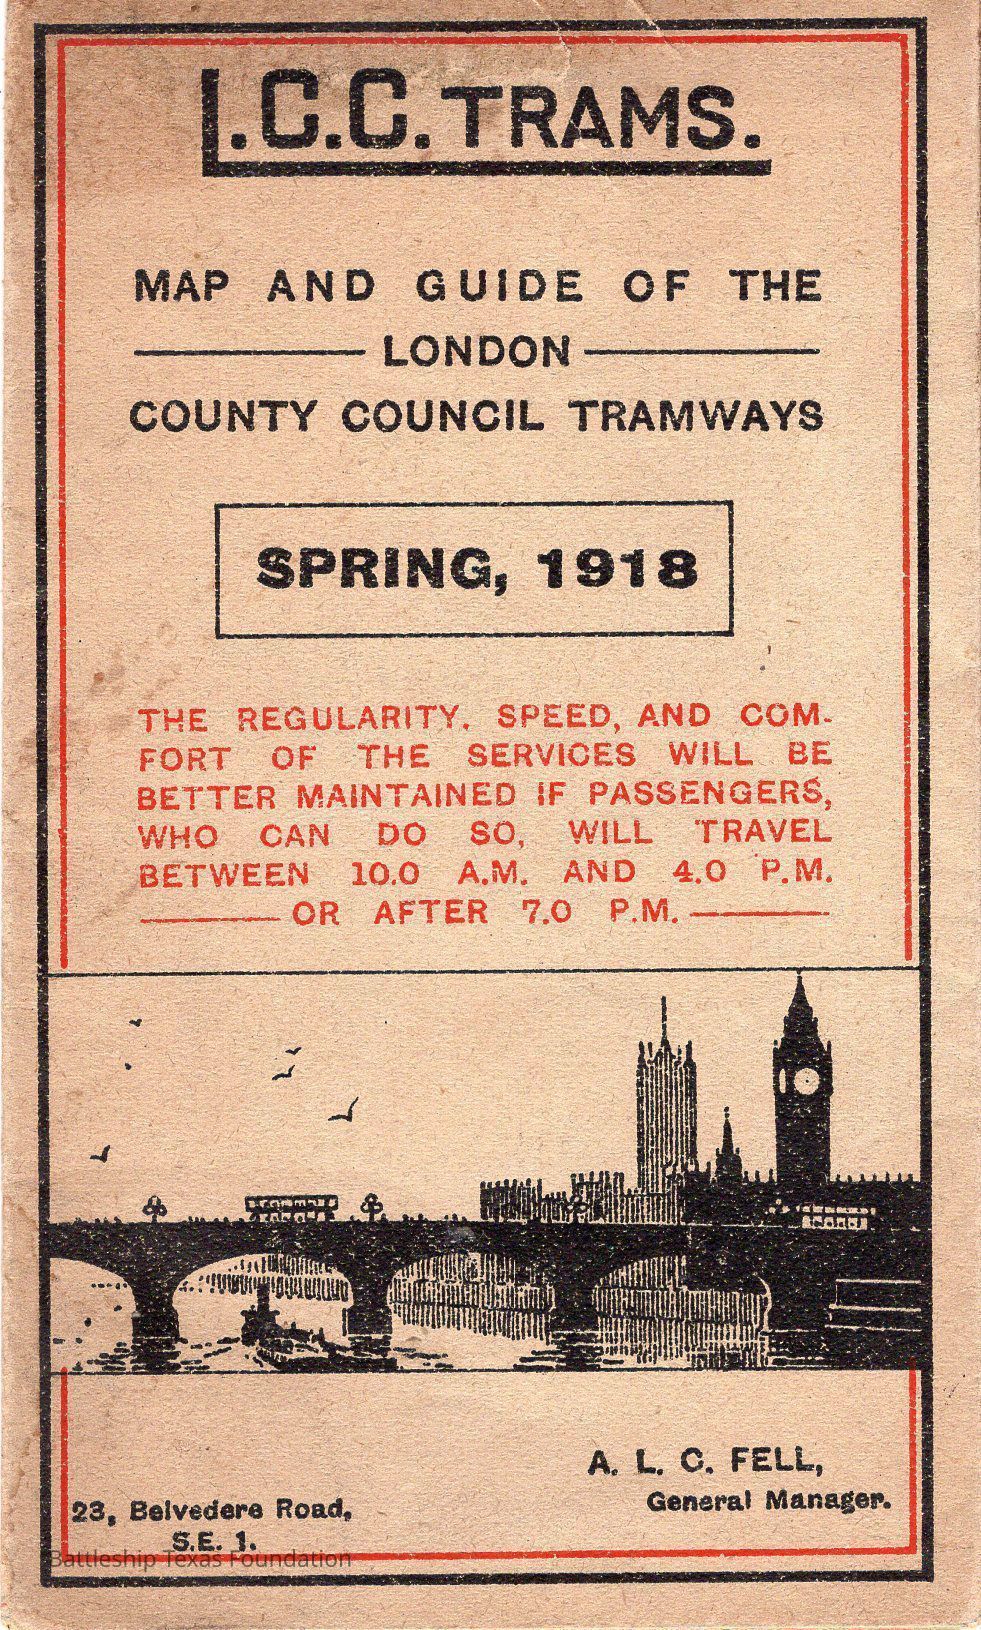 L.C.C. TRAMS.
MAP AND GUIDE OF THE
LONDON
COUNTY COUNCIL TRAMWAYS
SPRING, 1918
THE REGULARITY. SPEED, AND COM-
FORT OF THE SERVICES WILL BE
BETTER MAINTAINED IF PASSENGERS,
WHO CAN DO SO, WILL TRAVEL
BETWEEN 10.0 A.M. AND 4.0 P.M.
OR AFTER 7.0 P.M.
A. L. C. FELL,
General Manager.
23, Belvedere Road,
S.E. 1.
Battleship Texas Foundation